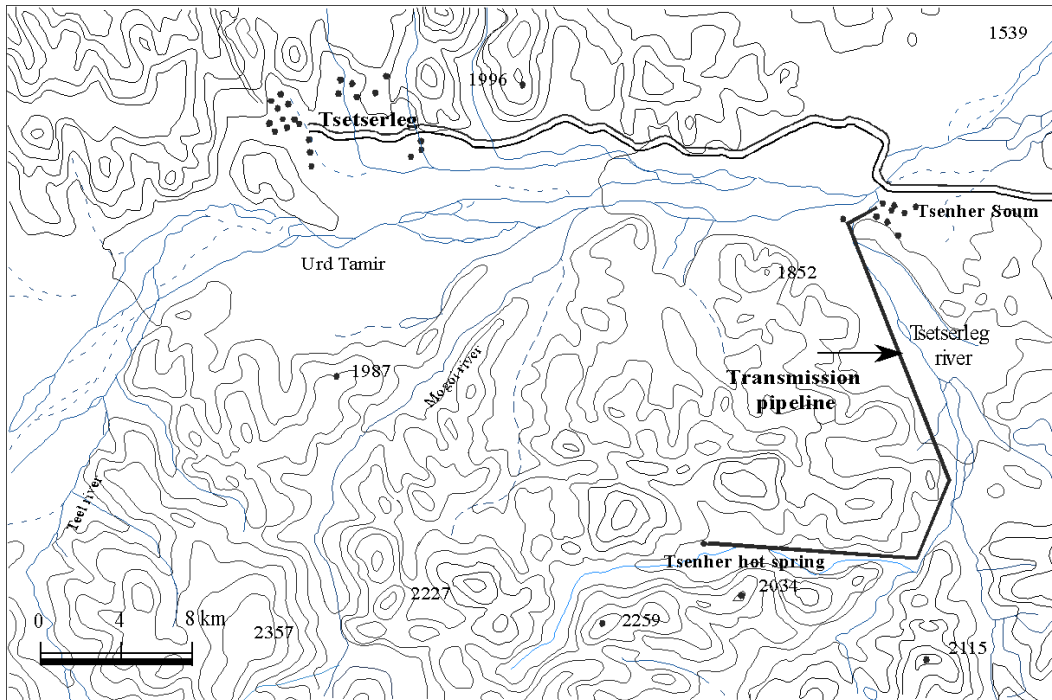 1539
1996
Tsetserleg
Tsenher Soum
Urd Tamir
1852
Tsetserleg
river
1987
Mogoi river
Transmission
pipeline
Teel river
Tsenher hot spring
2034
2227
0 4 8 km
2259
2357
2115